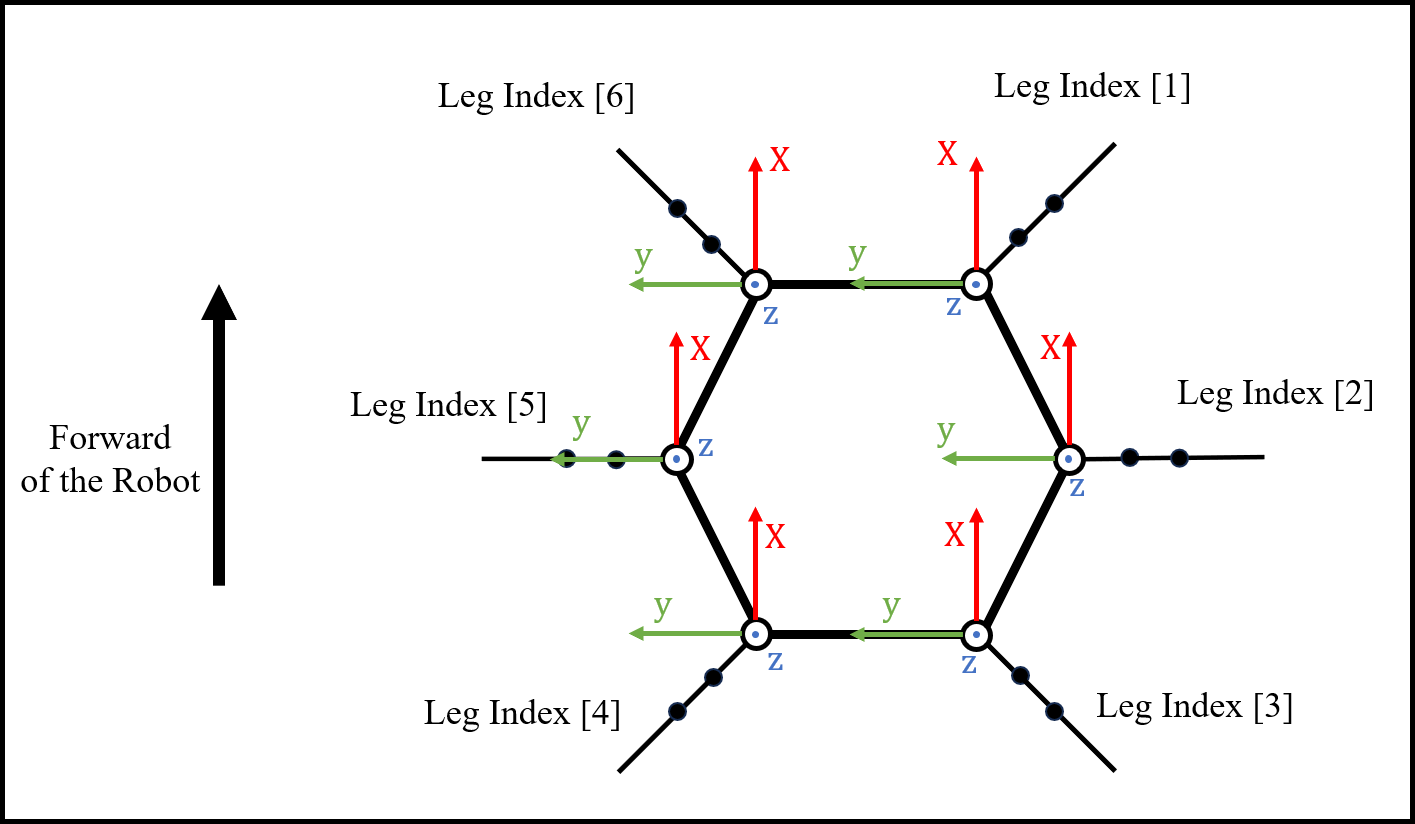 Leg Index [6]
Leg Index [1]
X
X
y
y
z
z
X
X
Leg Index [5]
Leg Index [2]
y
y
z
z
Forward
of the Robot
X
X
y
y
z
z
Leg Index [4]
Leg Index [3]